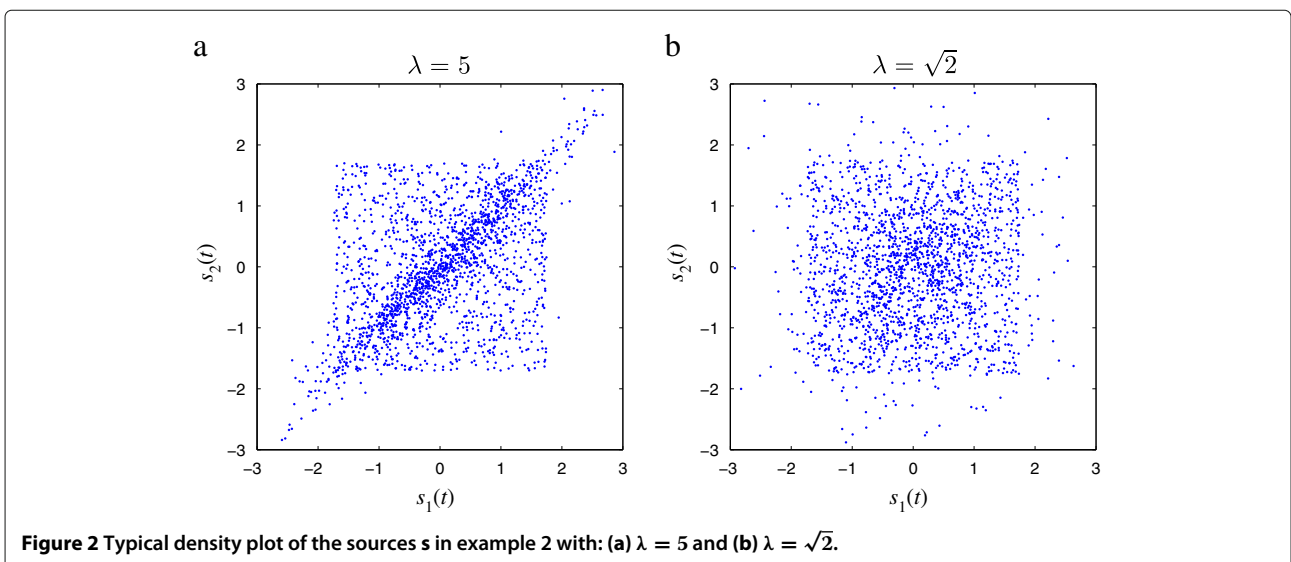 a
λ = 5
3
2
1
0
−1
−2
−3
−3 −2 −1 0 1 2 3
s₂(t)
s₁(t)
b
λ = √2
3
2
1
0
−1
−2
−3
−3 −2 −1 0 1 2 3
s₂(t)
s₁(t)
Figure 2 Typical density plot of the sources s in example 2 with: (a) λ = 5 and (b) λ = √2.